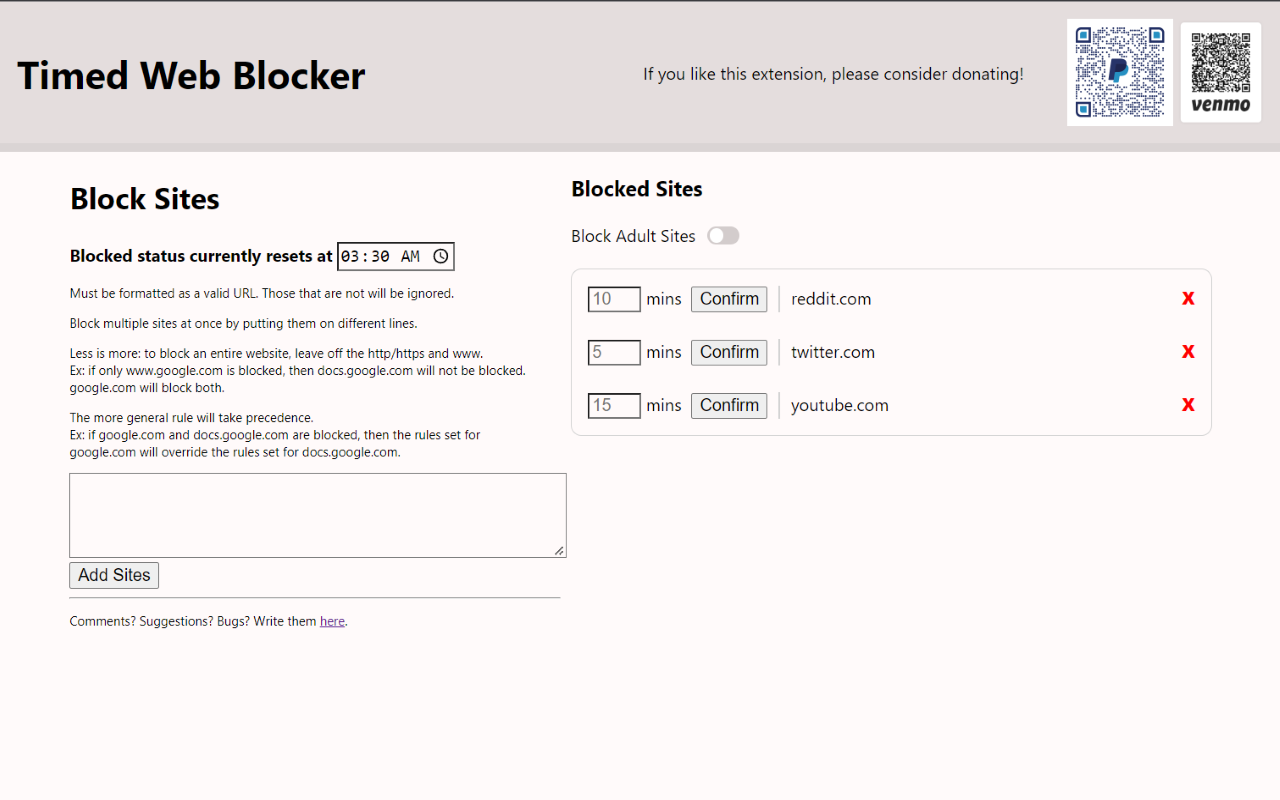 Timed Web Blocker
If you like this extension, please consider donating!
venmo
Block Sites
Blocked status currently resets at 03:30 AM
Must be formatted as a valid URL. Those that are not will be ignored.
Block multiple sites at once by putting them on different lines.
Less is more: to block an entire website, leave off the http/https and www.
Ex: if only www.google.com is blocked, then docs.google.com will not be blocked.
google.com will block both.
The more general rule will take precedence.
Ex: if google.com and docs.google.com are blocked, then the rules set for
google.com will override the rules set for docs.google.com.
Add Sites
Comments? Suggestions? Bugs? Write them here.
Blocked Sites
Block Adult Sites
10 mins Confirm reddit.com X
5 mins Confirm twitter.com X
15 mins Confirm youtube.com X